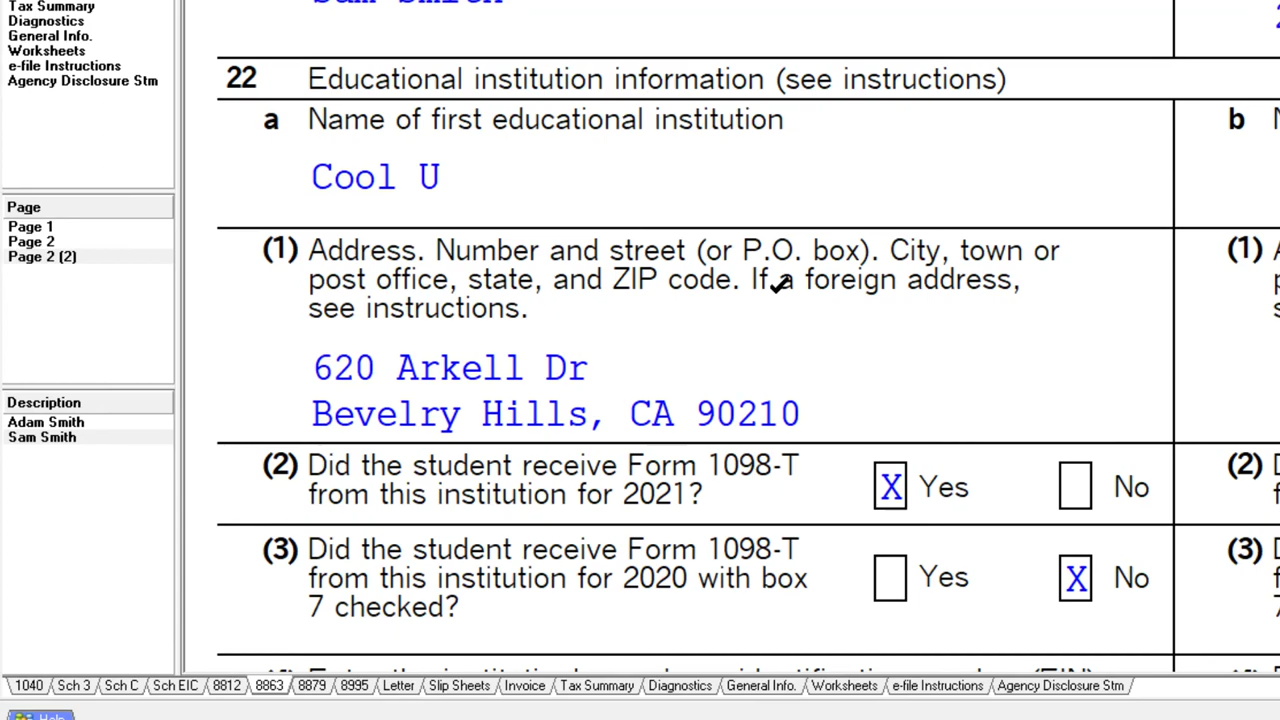 Tax Summary
Diagnostics
General Info.
Worksheets
e-file Instructions
Agency Disclosure Stm
Page
Page 1
Page 2
Page 2 (2)
Description
Adam Smith
Sam Smith
Sam Smith
22 Educational institution information (see instructions)
a Name of first educational institution
b
Cool U
(1) Address. Number and street (or P.O. box). City, town or
post office, state, and ZIP code. If a foreign address,
see instructions.
(1)
620 Arkell Dr
Bevelry Hills, CA 90210
(2) Did the student receive Form 1098-T
from this institution for 2021?
X Yes No
(2)
(3) Did the student receive Form 1098-T
from this institution for 2020 with box
7 checked?
Yes X No
(3)
1040 Sch 3 Sch C Sch EIC 8812 8863 8879 8995 Letter Slip Sheets Invoice Tax Summary Diagnostics General Info. Worksheets e-file Instructions Agency Disclosure Stm
Help